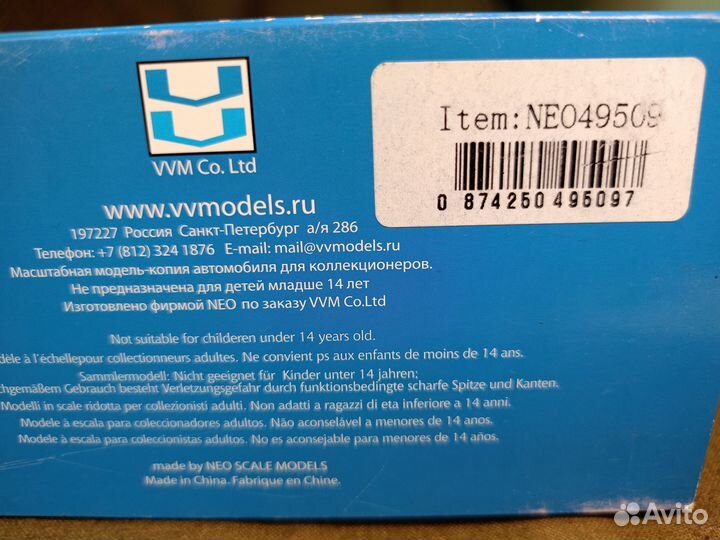 VVM Co. Ltd
Item:NEO49509
0 874250 495097
www.vvmodels.ru
197227 Россия Санкт-Петербург а/я 286
Телефон: +7 (812) 324 1876 E-mail: mail@vvmodels.ru
Масштабная модель-копия автомобиля для коллекционеров.
Не предназначена для детей младше 14 лет
Изготовлено фирмой NEO по заказу VVM Co.Ltd
Not suitable for childeren under 14 years old.
dèle à l'échellepour collectionneurs adultes. Ne convient ps aux enfants de moins de 14 ans.
Sammlermodell: Nicht geeignet für Kinder unter 14 jahren;
chgemäßem Gebrauch besteht Verletzungsgefahr durch funktionsbedingte scharfe Spitze und Kanten.
Modelli in scale ridotta per collezionisti adulti. Non adatti a ragazzi di eta inferiore a 14 anni.
Modele à escala para coleccionadores adultos. Não aconselável a menores de 14 anos.
Modele à escala para coleccionistas adultos. No es aconsejable para menores de 14 años.
made by NEO SCALE MODELS
Made in China. Fabrique en Chine.
Avito